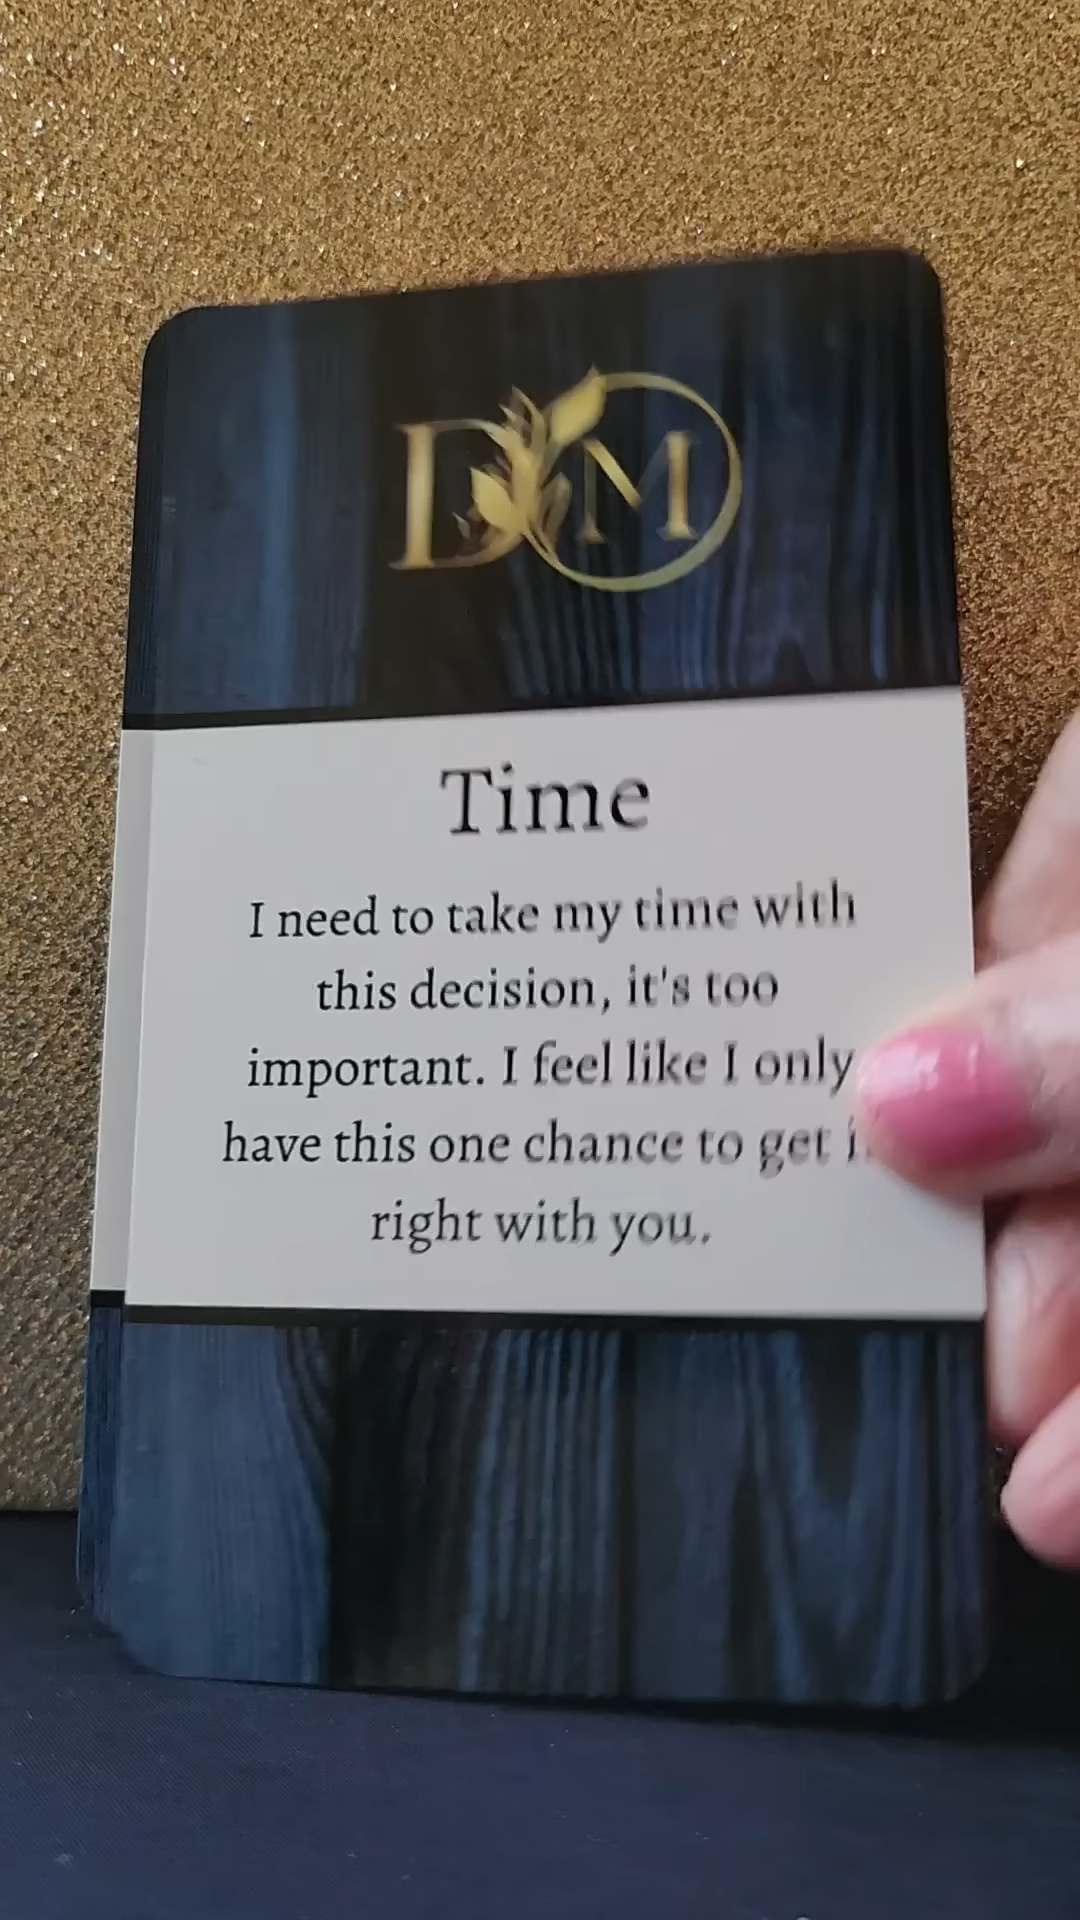 DM
Time
I need to take my time with
this decision, it's too
important. I feel like I only
have this one chance to get
right with you.